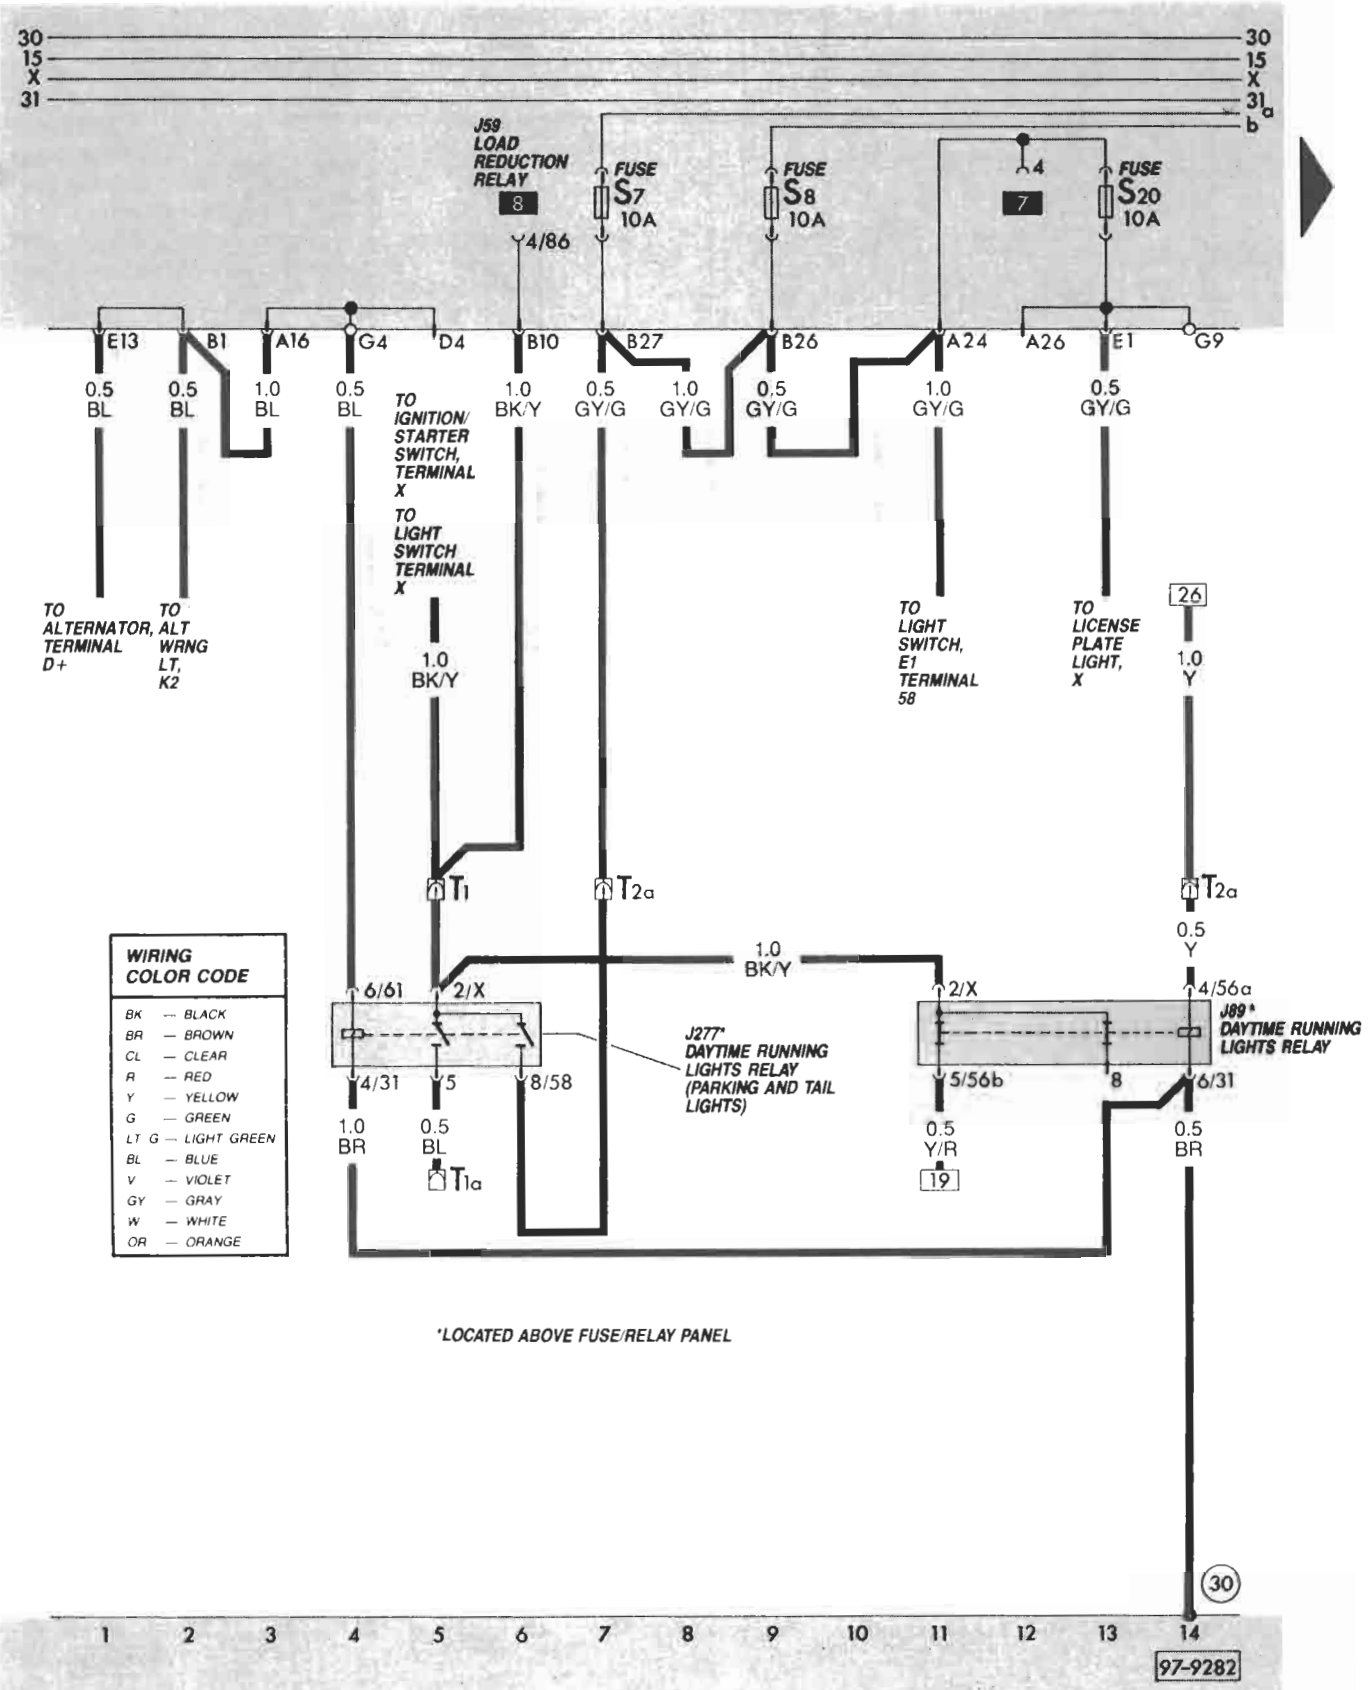 30 30
15 15
X X
31 31
a
b
J59
LOAD
REDUCTION
RELAY
8
4/86
FUSE
S7
10A
FUSE
S8
10A
4
7
FUSE
S20
10A
E13 B1 A16 G4 D4 B10 B27 B26 A24 A26 E1 G9
0.5 0.5 1.0 0.5 1.0 0.5 1.0 0.5 1.0 0.5
BL BL BL BL BK/Y GY/G GY/G GY/G GY/G GY/G
TO
IGNITION/
STARTER
SWITCH,
TERMINAL
X
TO
LIGHT
SWITCH
TERMINAL
X
TO
ALTERNATOR,
TERMINAL
D+
TO
ALT
WRNG
LT,
K2
1.0
BK/Y
TO
LIGHT
SWITCH,
E1
TERMINAL
58
TO
LICENSE
PLATE
LIGHT,
X
26
1.0
Y
T1
T2a
T2a
0.5
Y
1.0
BK/Y
6/61 2/X 2/X 4/56a
J277*
DAYTIME RUNNING
LIGHTS RELAY
(PARKING AND TAIL
LIGHTS)
J89*
DAYTIME RUNNING
LIGHTS RELAY
4/31 5 8/58 5/56b 8 6/31
1.0
BR
0.5
BL
T1a
0.5
Y/R
19
0.5
BR
WIRING
COLOR CODE
BK — BLACK
BR — BROWN
CL — CLEAR
R — RED
Y — YELLOW
G — GREEN
LT G — LIGHT GREEN
BL — BLUE
V — VIOLET
GY — GRAY
W — WHITE
OR — ORANGE
*LOCATED ABOVE FUSE/RELAY PANEL
30
1 2 3 4 5 6 7 8 9 10 11 12 13 14
97-9282